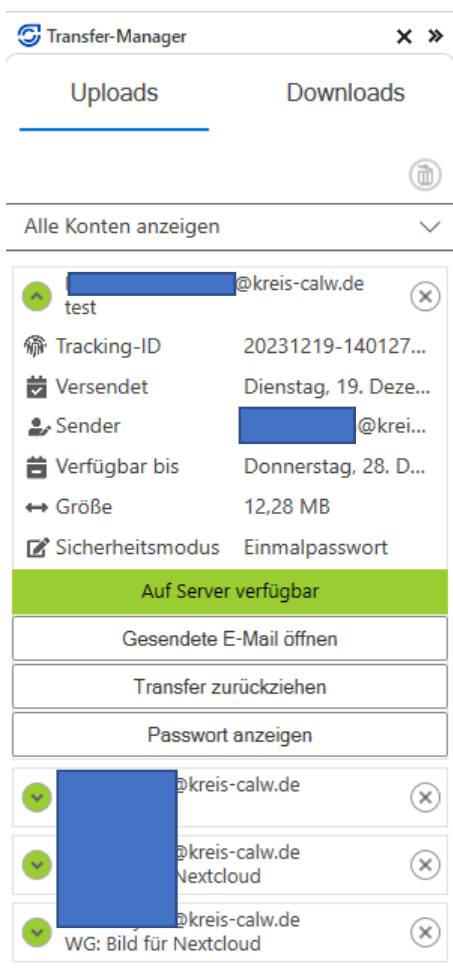 Transfer-Manager
Uploads Downloads
Alle Konten anzeigen
@kreis-calw.de
test
Tracking-ID 20231219-140127...
Versendet Dienstag, 19. Deze...
Sender @krei...
Verfügbar bis Donnerstag, 28. D...
Größe 12,28 MB
Sicherheitsmodus Einmalpasswort
Auf Server verfügbar
Gesendete E-Mail öffnen
Transfer zurückziehen
Passwort anzeigen
@kreis-calw.de
@kreis-calw.de
Nextcloud
@kreis-calw.de
WG: Bild für Nextcloud